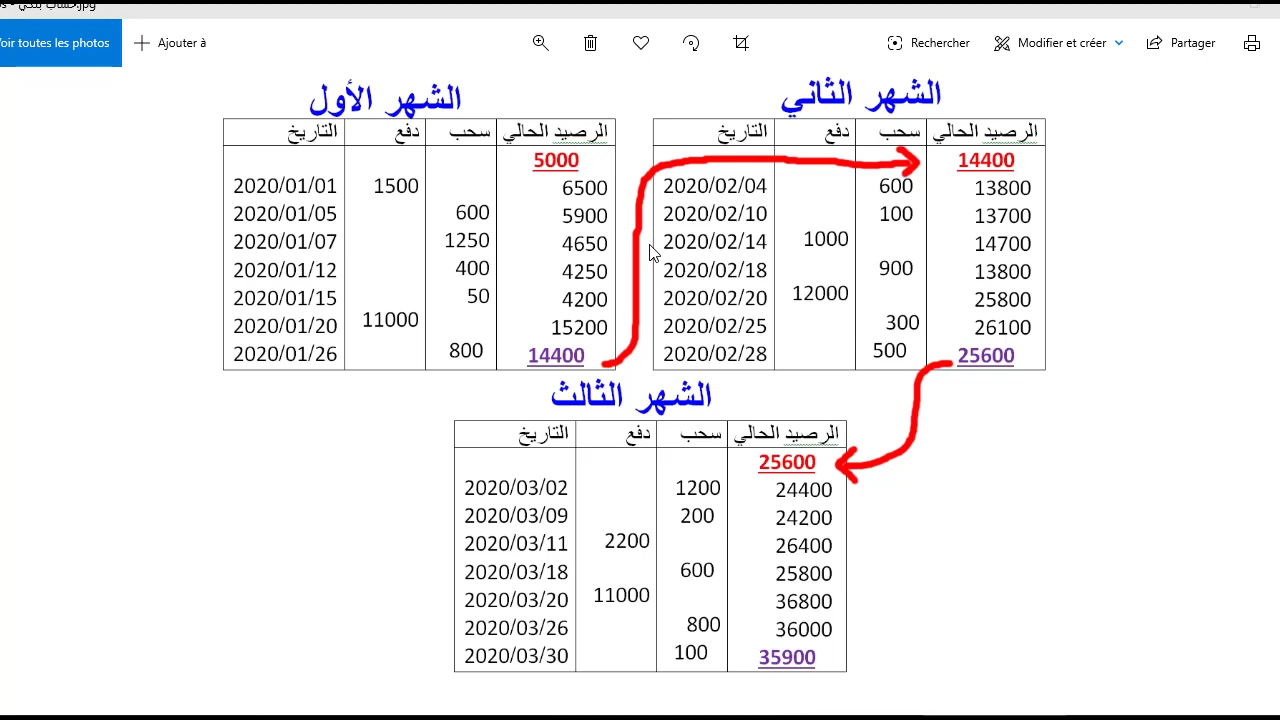 حساب بنكي.jpg
Voir toutes les photos
Ajouter à
Rechercher
Modifier et créer
Partager
الشهر الأول
التاريخ دفع سحب الرصيد الحالي
5000
2020/01/01 1500 6500
2020/01/05 600 5900
2020/01/07 1250 4650
2020/01/12 400 4250
2020/01/15 50 4200
2020/01/20 11000 15200
2020/01/26 800 14400
الشهر الثاني
التاريخ دفع سحب الرصيد الحالي
14400
2020/02/04 600 13800
2020/02/10 100 13700
2020/02/14 1000 14700
2020/02/18 900 13800
2020/02/20 12000 25800
2020/02/25 300 26100
2020/02/28 500 25600
الشهر الثالث
التاريخ دفع سحب الرصيد الحالي
25600
2020/03/02 1200 24400
2020/03/09 200 24200
2020/03/11 2200 26400
2020/03/18 600 25800
2020/03/20 11000 36800
2020/03/26 800 36000
2020/03/30 100 35900